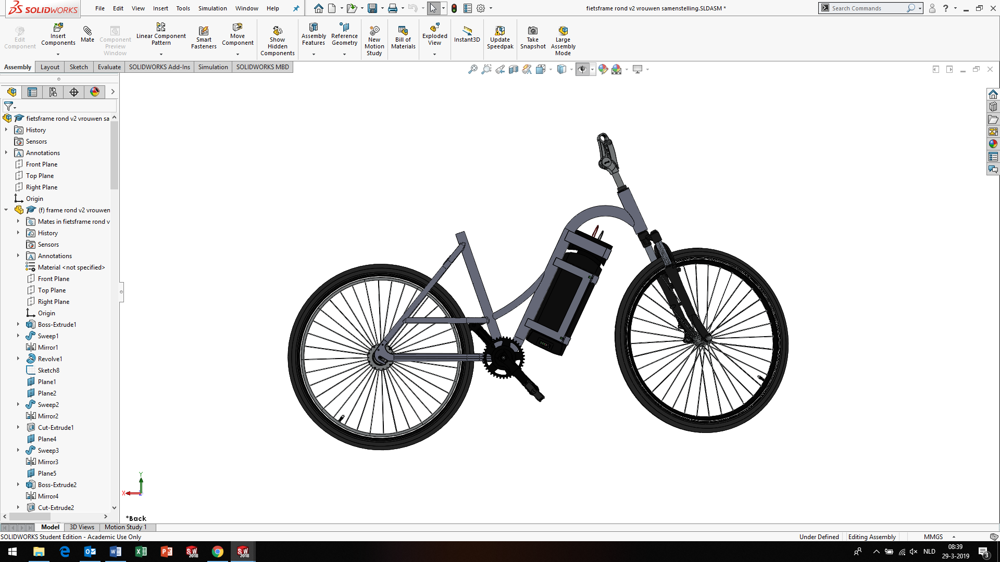 SOLIDWORKS
File Edit View Insert Tools Simulation Window Help
fietsframe rond v2 vrouwen samenstelling.SLDASM *
Search Commands
?
Edit Component
Insert Components
Mate
Component Preview Window
Linear Component Pattern
Smart Fasteners
Move Component
Show Hidden Components
Assembly Features
Reference Geometry
New Motion Study
Bill of Materials
Exploded View
Instant3D
Update Speedpak
Take Snapshot
Large Assembly Mode
Assembly Layout Sketch Evaluate SOLIDWORKS Add-Ins Simulation SOLIDWORKS MBD
fietsframe rond v2 vrouwen sa
History
Sensors
Annotations
Front Plane
Top Plane
Right Plane
Origin
(f) frame rond v2 vrouwen
Mates in fietsframe rond v
History
Sensors
Annotations
Material <not specified>
Front Plane
Top Plane
Right Plane
Origin
Boss-Extrude1
Sweep1
Mirror1
Revolve1
Sketch8
Plane1
Plane2
Sweep2
Mirror2
Cut-Extrude1
Plane4
Sweep3
Mirror3
Plane5
Boss-Extrude2
Mirror4
Cut-Extrude2
Y
X
*Back
Model 3D Views Motion Study 1
SOLIDWORKS Student Edition - Academic Use Only
Under Defined Editing Assembly MMGS
NLD
08:39
29-3-2019
3
SW 2018
SW 2018